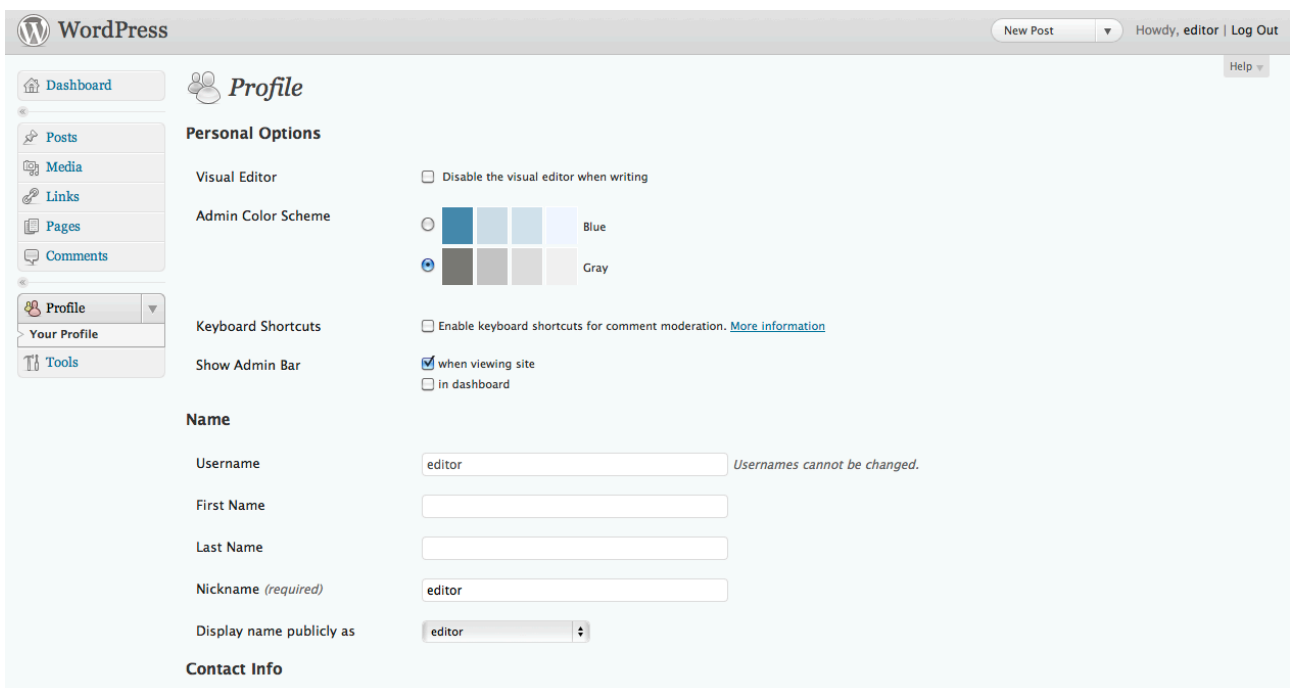 WordPress
New Post
Howdy, editor | Log Out
Help
Dashboard
Posts
Media
Links
Pages
Comments
Profile
Your Profile
Tools
Profile
Personal Options
Visual Editor
Disable the visual editor when writing
Admin Color Scheme
Blue
Gray
Keyboard Shortcuts
Enable keyboard shortcuts for comment moderation. More information
Show Admin Bar
when viewing site
in dashboard
Name
Username
editor
Usernames cannot be changed.
First Name
Last Name
Nickname (required)
editor
Display name publicly as
editor
Contact Info